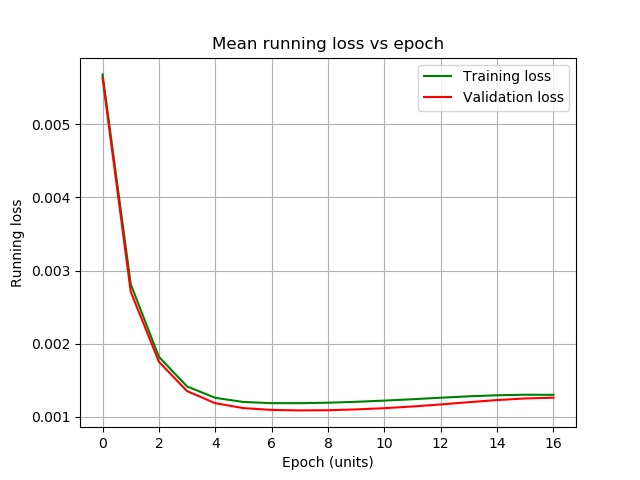 Mean running loss vs epoch
Training loss
Validation loss
0.005
0.004
0.003
0.002
0.001
Running loss
0 2 4 6 8 10 12 14 16
Epoch (units)